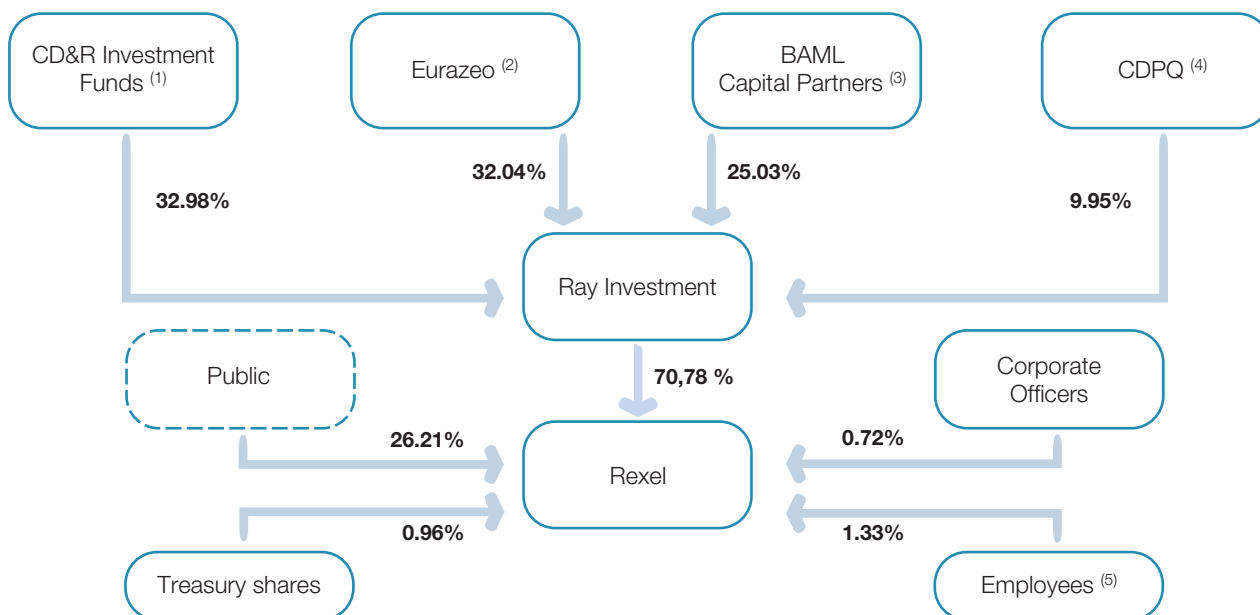 CD&R Investment
Funds (1)
Eurazeo (2)
BAML
Capital Partners (3)
CDPQ (4)
32.98%
32.04%
25.03%
9.95%
Ray Investment
70,78 %
Public
Corporate
Officers
26.21%
0.72%
Rexel
0.96%
1.33%
Treasury shares
Employees (5)